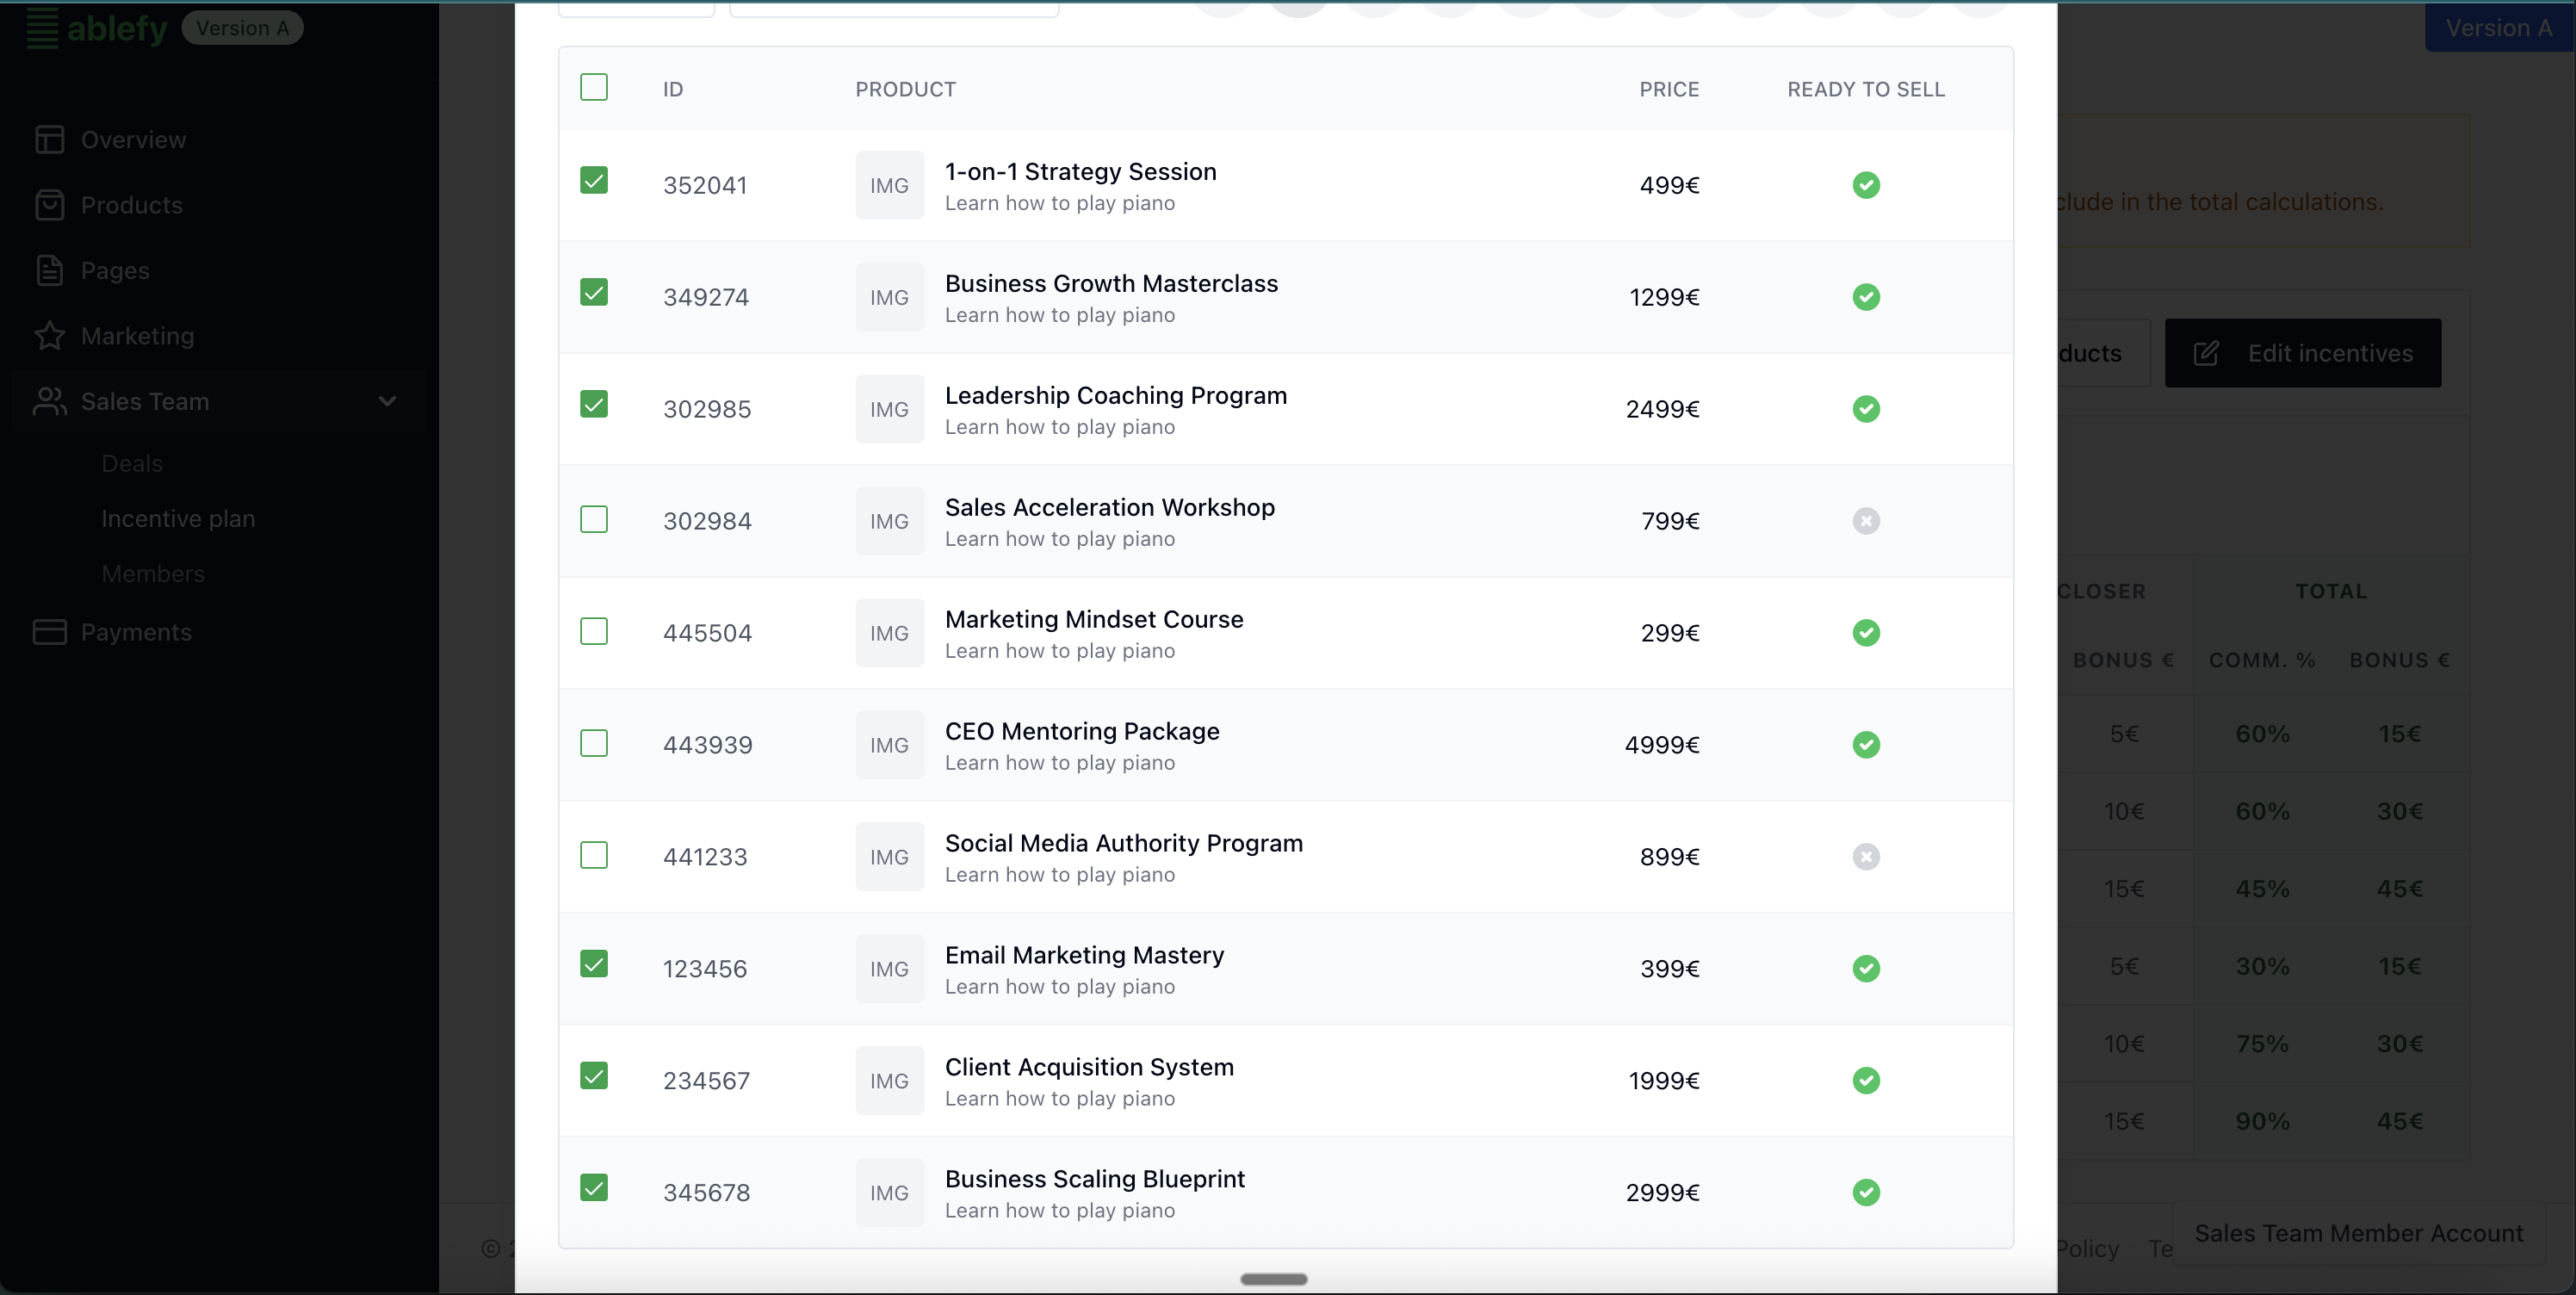 ablefy Version A
Version A
Overview
Products
Pages
Marketing
Sales Team
Deals
Incentive plan
Members
Payments
ID PRODUCT PRICE READY TO SELL
352041 IMG 1-on-1 Strategy Session 499€
Learn how to play piano
349274 IMG Business Growth Masterclass 1299€
Learn how to play piano
302985 IMG Leadership Coaching Program 2499€
Learn how to play piano
302984 IMG Sales Acceleration Workshop 799€
Learn how to play piano
445504 IMG Marketing Mindset Course 299€
Learn how to play piano
443939 IMG CEO Mentoring Package 4999€
Learn how to play piano
441233 IMG Social Media Authority Program 899€
Learn how to play piano
123456 IMG Email Marketing Mastery 399€
Learn how to play piano
234567 IMG Client Acquisition System 1999€
Learn how to play piano
345678 IMG Business Scaling Blueprint 2999€
Learn how to play piano
in the total calculations.
Edit incentives
CLOSER TOTAL
BONUS € COMM. % BONUS €
5€ 60% 15€
10€ 60% 30€
15€ 45% 45€
5€ 30% 15€
10€ 75% 30€
15€ 90% 45€
©
Policy
Sales Team Member Account